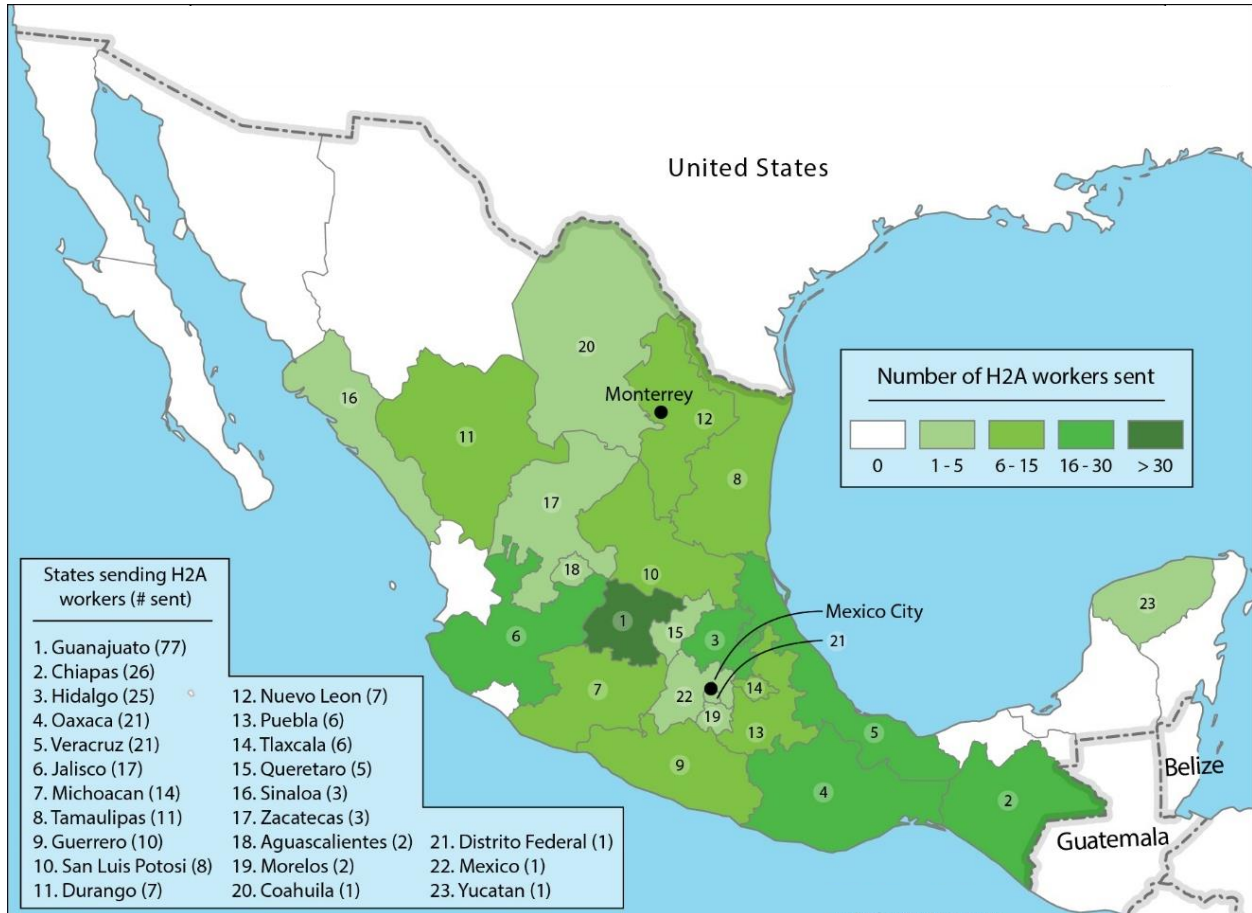 United States
Number of H2A workers sent
0
1 - 5
6 - 15
16 - 30
> 30
20
Monterrey
16
12
11
8
17
18
10
23
1
15
Mexico City
6
3
21
22
14
7
19
13
5
9
4
2
Belize
Guatemala
States sending H2A
workers (# sent)
1. Guanajuato (77)
2. Chiapas (26)
3. Hidalgo (25)
4. Oaxaca (21)
5. Veracruz (21)
6. Jalisco (17)
7. Michoacan (14)
8. Tamaulipas (11)
9. Guerrero (10)
10. San Luis Potosi (8)
11. Durango (7)
12. Nuevo Leon (7)
13. Puebla (6)
14. Tlaxcala (6)
15. Queretaro (5)
16. Sinaloa (3)
17. Zacatecas (3)
18. Aguascalientes (2)
19. Morelos (2)
20. Coahuila (1)
21. Distrito Federal (1)
22. Mexico (1)
23. Yucatan (1)